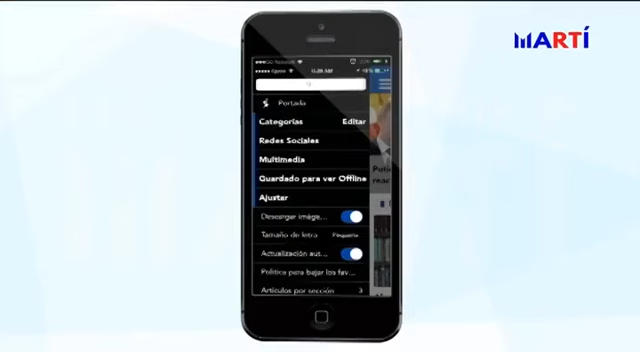 MARTÍ
Portada
Categorías Editar
Redes Sociales
Multimedia
Guardado para ver Offline
Ajustar
Descargar imáge...
Tamaño de letra Pequeño
Actualización aut...
Política para bajar los fav...
Artículos por sección 3